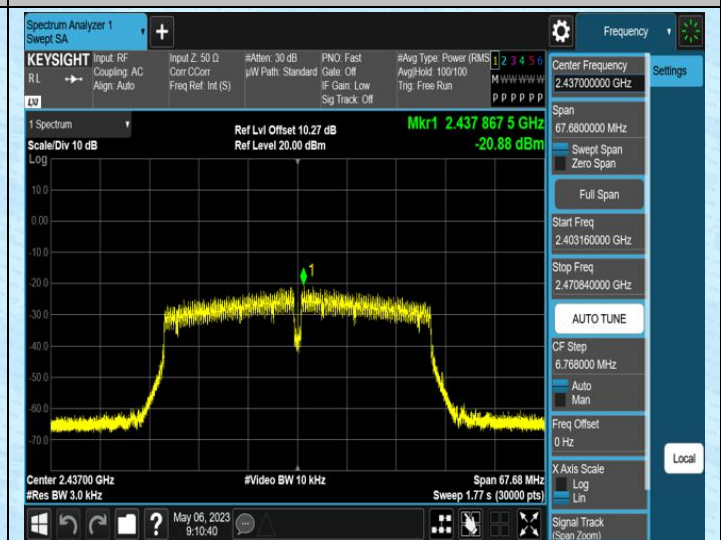 Spectrum Analyzer 1
Swept SA
Frequency
KEYSIGHT
RL
LXI
Input: RF
Coupling: AC
Align: Auto
Input Z: 50 Ω
Corr CCorr
Freq Ref: Int (S)
#Atten: 30 dB
µW Path: Standard
PNO: Fast
Gate: Off
IF Gain: Low
Sig Track: Off
#Avg Type: Power (RMS
Avg|Hold: 100/100
Trig: Free Run
1 2 3 4 5 6
M W W W W W
P P P P P P
1 Spectrum
Scale/Div 10 dB
Ref Lvl Offset 10.27 dB
Ref Level 20.00 dBm
Mkr1 2.437 867 5 GHz
-20.88 dBm
Log
10.0
0.00
-10.0
-20.0
-30.0
-40.0
-50.0
-60.0
-70.0
1
Center 2.43700 GHz
#Res BW 3.0 kHz
#Video BW 10 kHz
Span 67.68 MHz
Sweep 1.77 s (30000 pts)
Center Frequency
2.437000000 GHz
Settings
Span
67.6800000 MHz
Swept Span
Zero Span
Full Span
Start Freq
2.403160000 GHz
Stop Freq
2.470840000 GHz
AUTO TUNE
CF Step
6.768000 MHz
Auto
Man
Freq Offset
0 Hz
X Axis Scale
Log
Lin
Local
Signal Track
(Span Zoom)
?
May 06, 2023
9:10:40